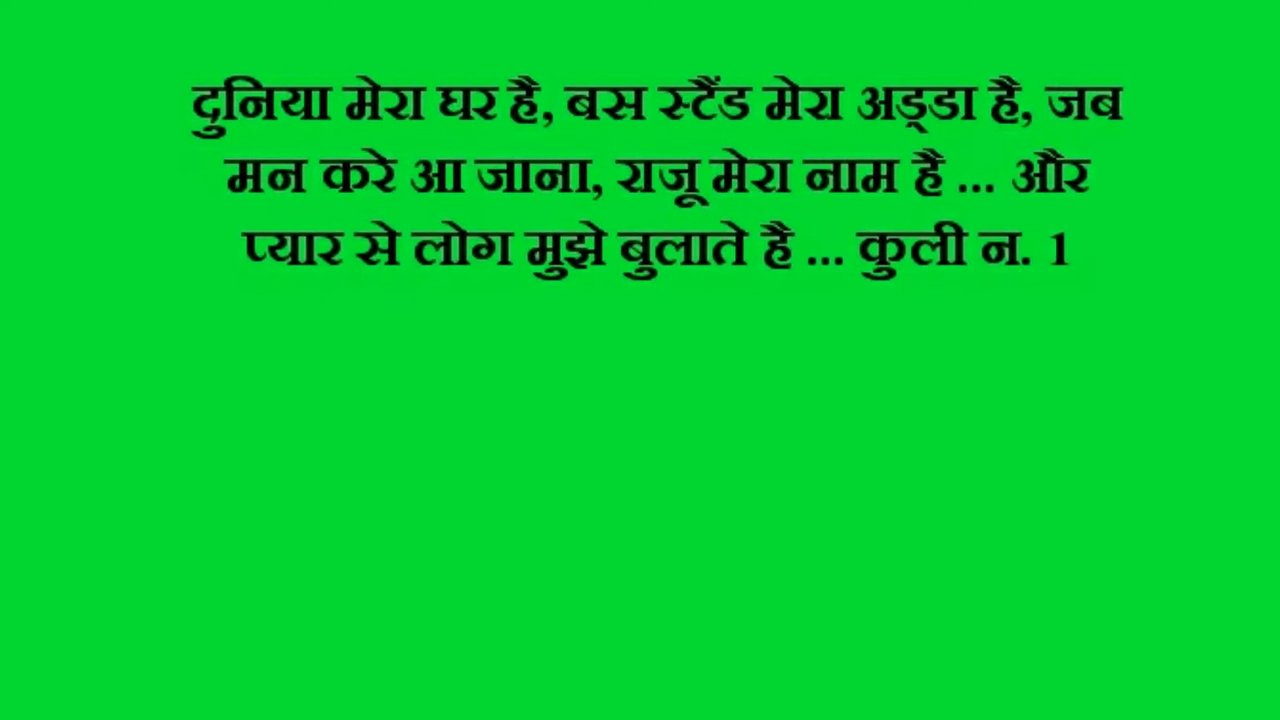 दुनिया मेरा घर है, बस स्टैंड मेरा अड्डा है, जब
मन करे आ जाना, राजू मेरा नाम है ... और
प्यार से लोग मुझे बुलाते है ... कुली न. 1